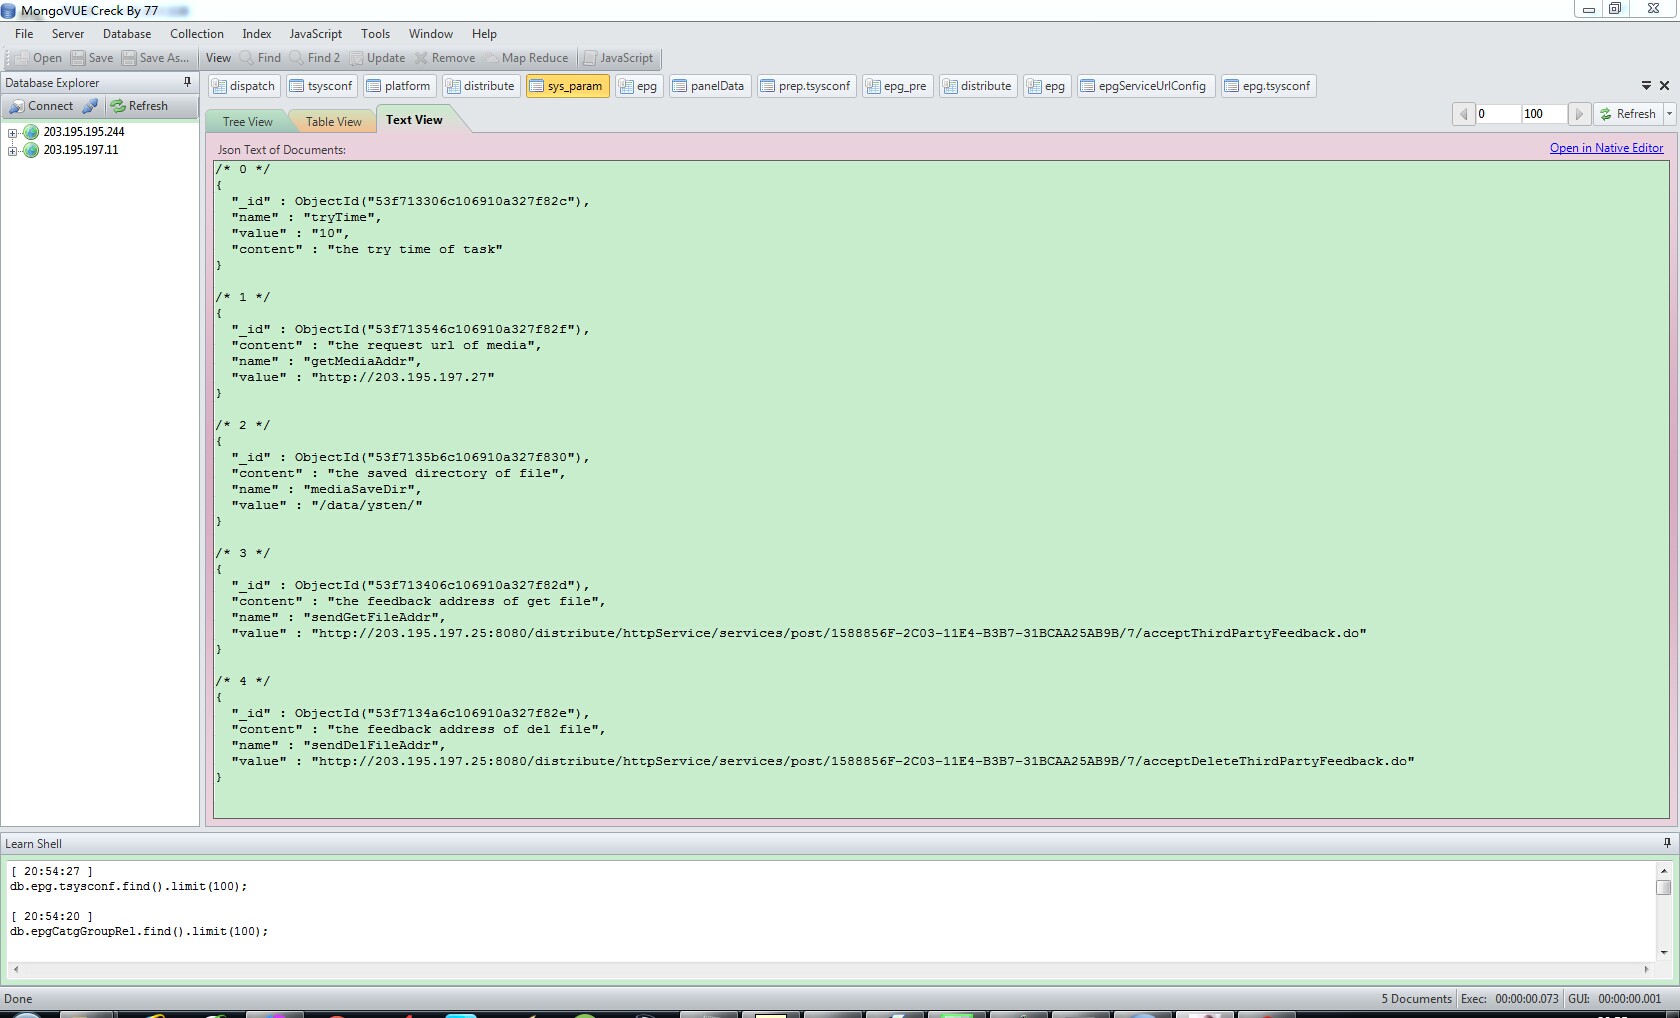 MongoVUE Creck By 77
File Server Database Collection Index JavaScript Tools Window Help
Open Save Save As... View Find Find 2 Update Remove Map Reduce JavaScript
Database Explorer
Connect Refresh
203.195.195.244
203.195.197.11
dispatch tsysconf platform distribute sys_param epg panelData prep.tsysconf epg_pre distribute epg epgServiceUrlConfig epg.tsysconf
Tree View Table View Text View
0 100 Refresh
Json Text of Documents: Open in Native Editor
/* 0 */
{
"_id" : ObjectId("53f713306c106910a327f82c"),
"name" : "tryTime",
"value" : "10",
"content" : "the try time of task"
}
/* 1 */
{
"_id" : ObjectId("53f713546c106910a327f82f"),
"content" : "the request url of media",
"name" : "getMediaAddr",
"value" : "http://203.195.197.27"
}
/* 2 */
{
"_id" : ObjectId("53f7135b6c106910a327f830"),
"content" : "the saved directory of file",
"name" : "mediaSaveDir",
"value" : "/data/ysten/"
}
/* 3 */
{
"_id" : ObjectId("53f713406c106910a327f82d"),
"content" : "the feedback address of get file",
"name" : "sendGetFileAddr",
"value" : "http://203.195.197.25:8080/distribute/httpService/services/post/1588856F-2C03-11E4-B3B7-31BCAA25AB9B/7/acceptThirdPartyFeedback.do"
}
/* 4 */
{
"_id" : ObjectId("53f7134a6c106910a327f82e"),
"content" : "the feedback address of del file",
"name" : "sendDelFileAddr",
"value" : "http://203.195.197.25:8080/distribute/httpService/services/post/1588856F-2C03-11E4-B3B7-31BCAA25AB9B/7/acceptDeleteThirdPartyFeedback.do"
}
Learn Shell
[ 20:54:27 ]
db.epg.tsysconf.find().limit(100);
[ 20:54:20 ]
db.epgCatgGroupRel.find().limit(100);
Done 5 Documents Exec: 00:00:00.073 GUI: 00:00:00.001